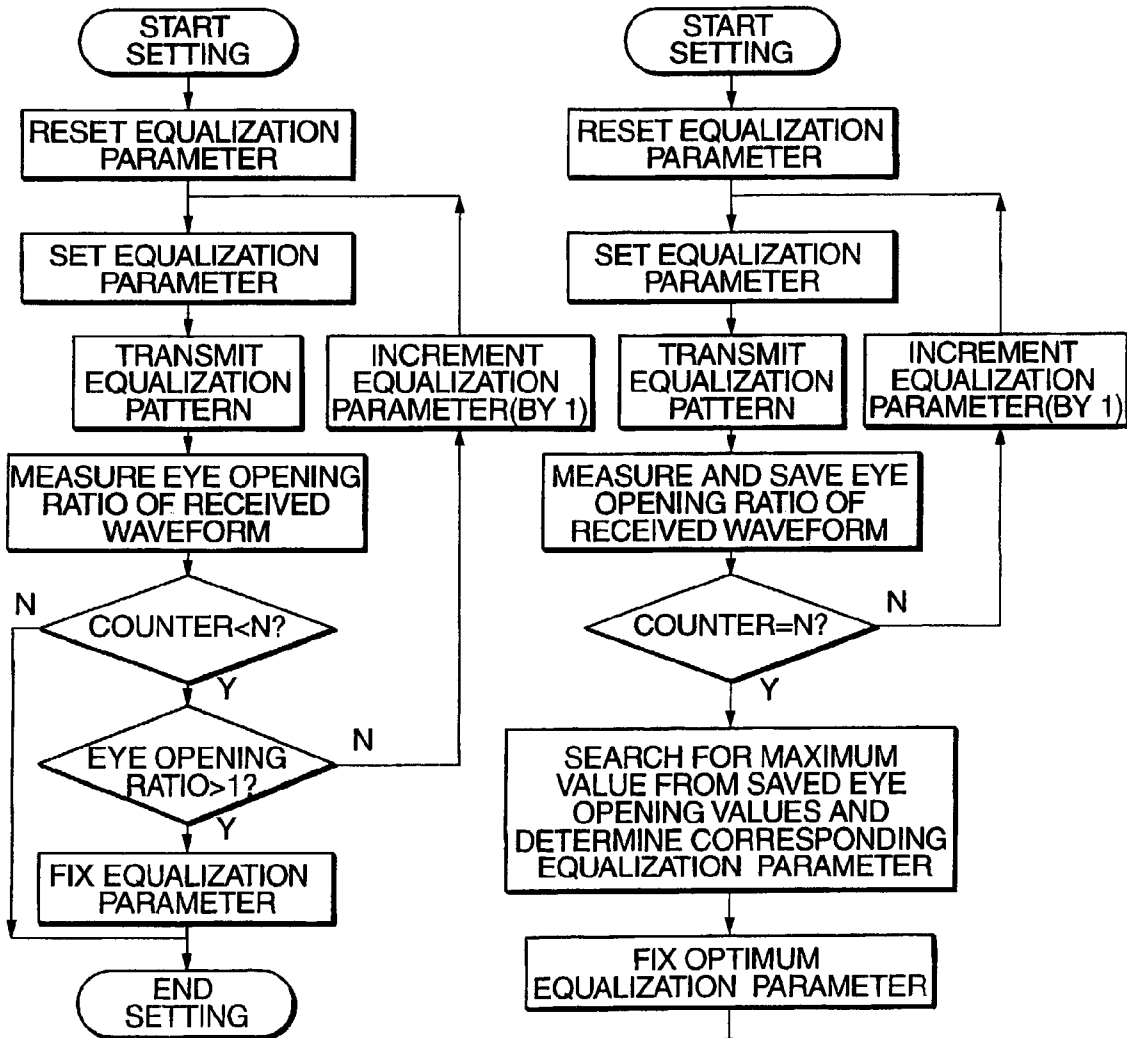 START
SETTING
RESET EQUALIZATION
PARAMETER
SET EQUALIZATION
PARAMETER
TRANSMIT
EQUALIZATION
PATTERN
INCREMENT
EQUALIZATION
PARAMETER(BY 1)
MEASURE EYE OPENING
RATIO OF RECEIVED
WAVEFORM
N
COUNTER<N?
Y
EYE OPENING
RATIO>1?
N
Y
FIX EQUALIZATION
PARAMETER
END
SETTING
START
SETTING
RESET EQUALIZATION
PARAMETER
SET EQUALIZATION
PARAMETER
TRANSMIT
EQUALIZATION
PATTERN
INCREMENT
EQUALIZATION
PARAMETER(BY 1)
MEASURE AND SAVE EYE
OPENING RATIO OF
RECEIVED WAVEFORM
COUNTER=N?
N
Y
SEARCH FOR MAXIMUM
VALUE FROM SAVED EYE
OPENING VALUES AND
DETERMINE CORRESPONDING
EQUALIZATION PARAMETER
FIX OPTIMUM
EQUALIZATION PARAMETER